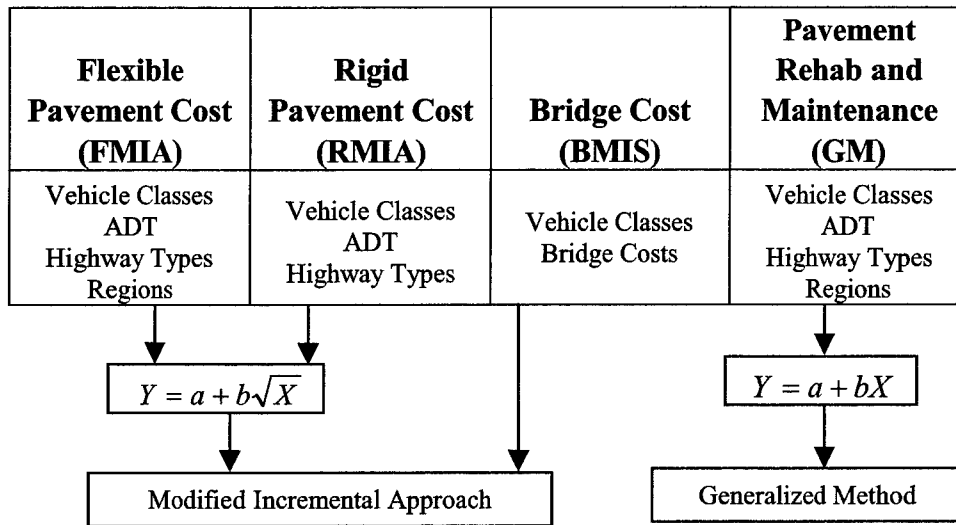 Flexible
Pavement Cost
(FMIA)
Rigid
Pavement Cost
(RMIA)
Bridge Cost
(BMIS)
Pavement
Rehab and
Maintenance
(GM)
Vehicle Classes
ADT
Highway Types
Regions
Vehicle Classes
ADT
Highway Types
Vehicle Classes
Bridge Costs
Vehicle Classes
ADT
Highway Types
Regions
Y = a + b√X
Y = a + bX
Modified Incremental Approach
Generalized Method